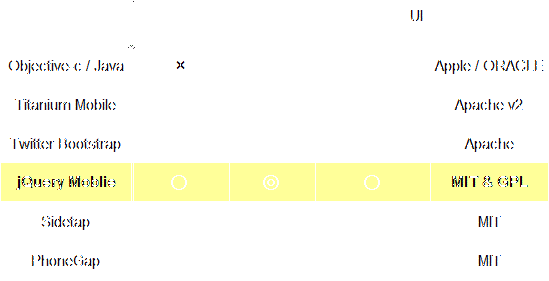 UI
Objective-c / Java × Apple / ORACLE
Titanium Mobile Apache v2
Twitter Bootstrap Apache
jQuery Moblie ○ ◎ ○ MIT & GPL
Sidetap MIT
PhoneGap MIT